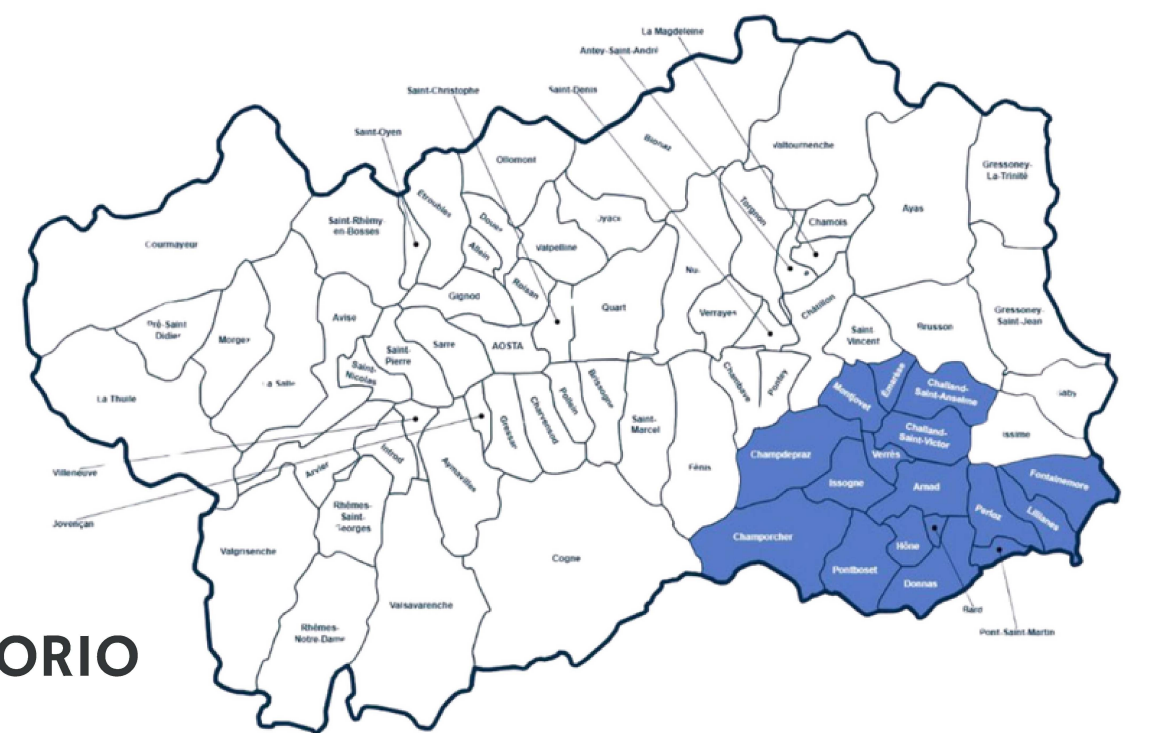 La Magdeleine
Antey-Saint-André
Saint-Christophe
Saint-Denis
Saint-Oyen
Bionaz
Valtournenche
Ollomont
Gressoney-
La-Trinité
Etroubles
Saint-Rhêmy-
en-Bosses
Doues
Torgnon
Chamois
Ayas
Courmayeur
Allein
Valpelline
Nus
Roisan
Gignod
Quart
Verrayes
Châtillon
Gressoney-
Saint-Jean
Pré-Saint
Didier
Morgex
Avise
Saint
Vincent
Brusson
Saint-
Pierre
Sarre
AOSTA
Saint-
Nicolas
La Salle
La Thuile
Chambave
Pontey
Montjovet
Emarèse
Challand-
Saint-Anselme
Brissogne
Pollein
Charvensod
Gressan
Saint-
Marcel
Challand-
Saint-Victor
Issime
Champdepraz
Verrès
Villeneuve
Arvier
Introd
Aymavilles
Fénis
Issogne
Arnad
Fontainemore
Jovençan
Rhêmes-
Saint-
Georges
Perloz
Lillianes
Valgrisenche
Cogne
Champorcher
Hône
Pontboset
Donnas
Valsavarenche
Bard
Rhêmes-
Notre-Dame
Pont-Saint-Martin
ORIO